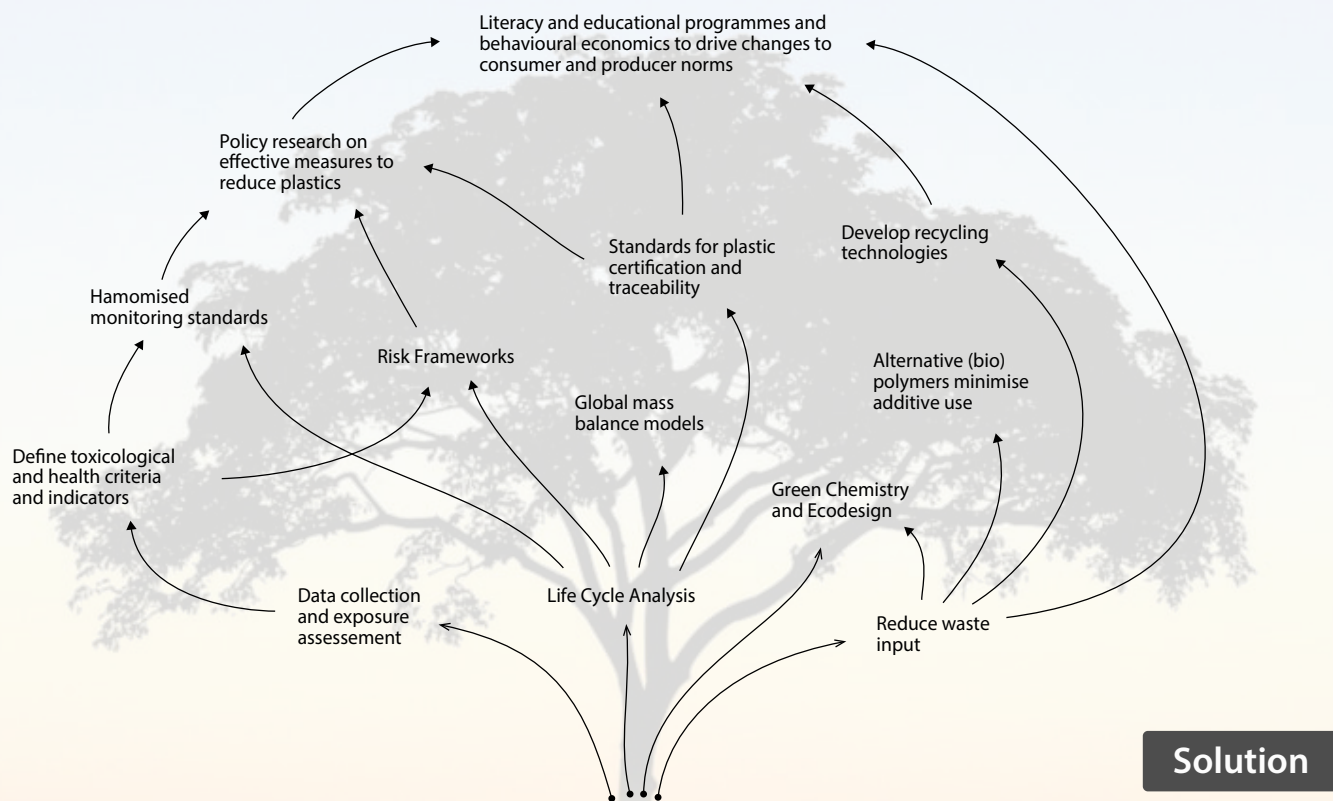 Literacy and educational programmes and
behavioural economics to drive changes to
consumer and producer norms
Policy research on
effective measures to
reduce plastics
Standards for plastic
certification and
traceability
Develop recycling
technologies
Hamomised
monitoring standards
Risk Frameworks
Alternative (bio)
polymers minimise
additive use
Global mass
balance models
Define toxicological
and health criteria
and indicators
Green Chemistry
and Ecodesign
Data collection
and exposure
assessment
Life Cycle Analysis
Reduce waste
input
Solution